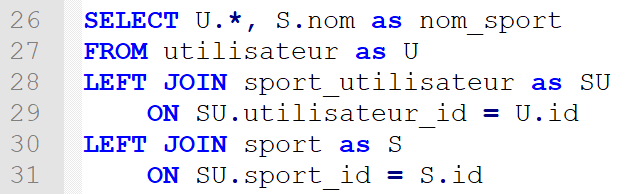 26 SELECT U.*, S.nom as nom_sport
27 FROM utilisateur as U
28 LEFT JOIN sport_utilisateur as SU
29 ON SU.utilisateur_id = U.id
30 LEFT JOIN sport as S
31 ON SU.sport_id = S.id